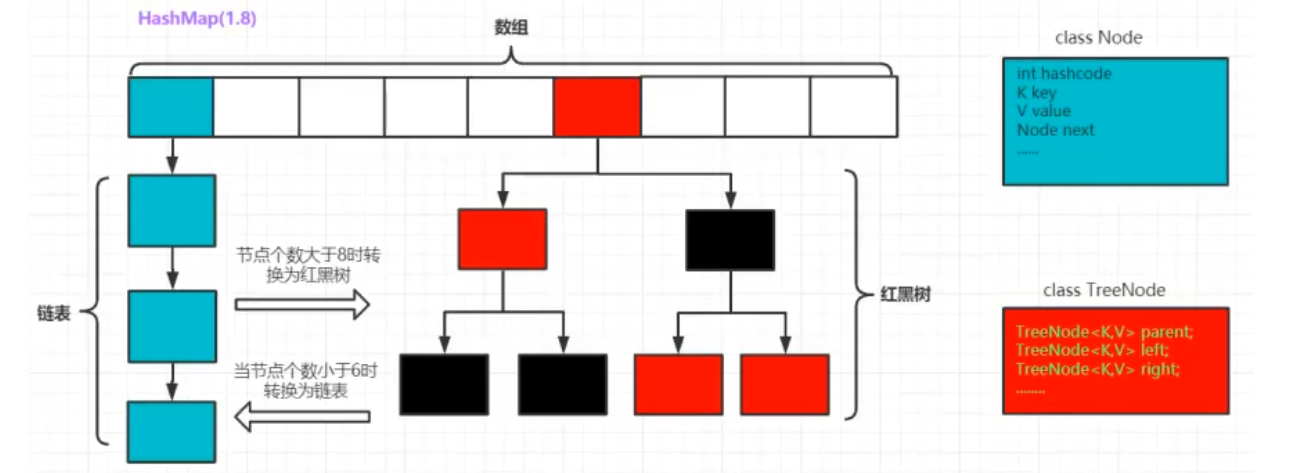 HashMap(1.8)
数组
class Node
int hashcode
K key
V value
Node next
......
链表
节点个数大于8时转
换为红黑树
当节点个数小于6时
转换为链表
红黑树
class TreeNode
TreeNode<K,V> parent;
TreeNode<K,V> left;
TreeNode<K,V> right;
........